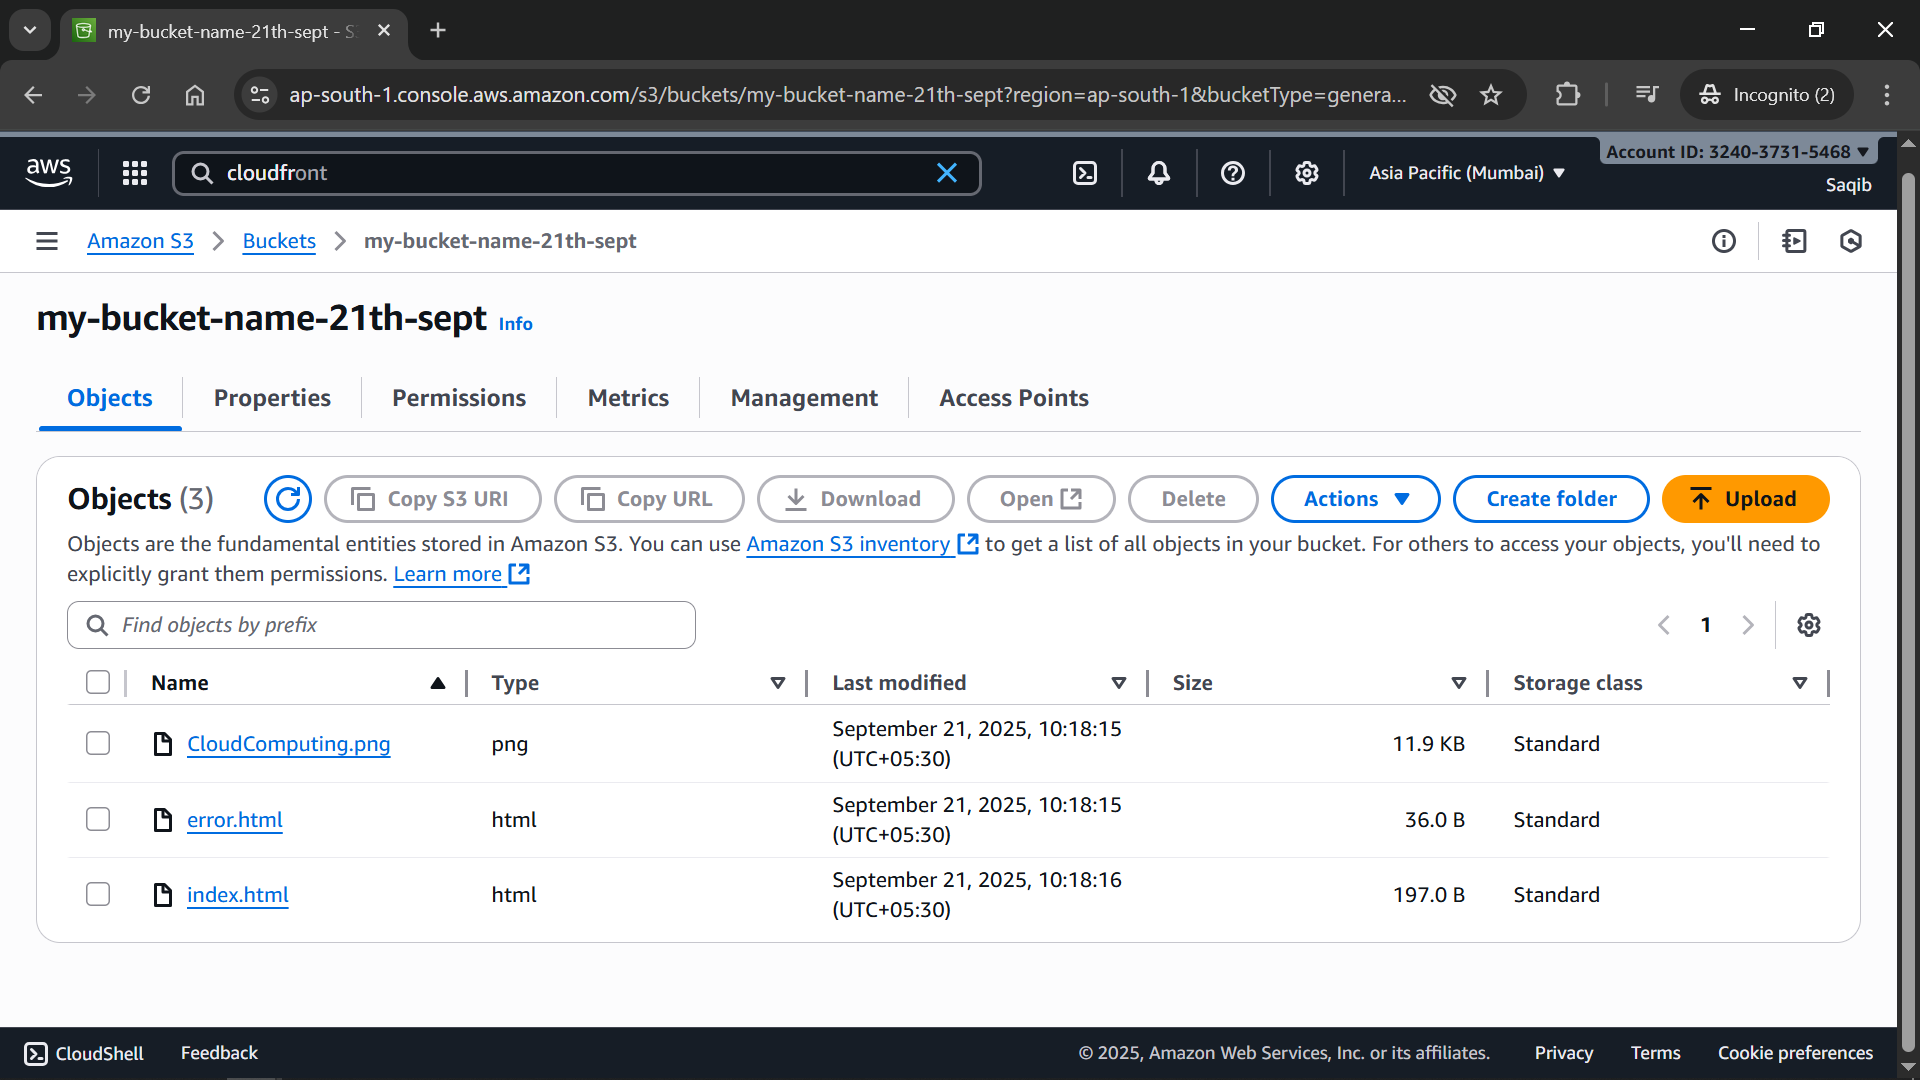 my-bucket-name-21th-sept - S
ap-south-1.console.aws.amazon.com/s3/buckets/my-bucket-name-21th-sept?region=ap-south-1&bucketType=genera...
Incognito (2)
aws
cloudfront
Asia Pacific (Mumbai)
Account ID: 3240-3731-5468
Saqib
Amazon S3
Buckets
my-bucket-name-21th-sept
my-bucket-name-21th-sept Info
Objects
Properties
Permissions
Metrics
Management
Access Points
Objects (3)
Copy S3 URI
Copy URL
Download
Open
Delete
Actions
Create folder
Upload
Objects are the fundamental entities stored in Amazon S3. You can use Amazon S3 inventory to get a list of all objects in your bucket. For others to access your objects, you'll need to
explicitly grant them permissions. Learn more
Find objects by prefix
1
Name Type Last modified Size Storage class
CloudComputing.png png September 21, 2025, 10:18:15 (UTC+05:30) 11.9 KB Standard
error.html html September 21, 2025, 10:18:15 (UTC+05:30) 36.0 B Standard
index.html html September 21, 2025, 10:18:16 (UTC+05:30) 197.0 B Standard
CloudShell Feedback © 2025, Amazon Web Services, Inc. or its affiliates. Privacy Terms Cookie preferences